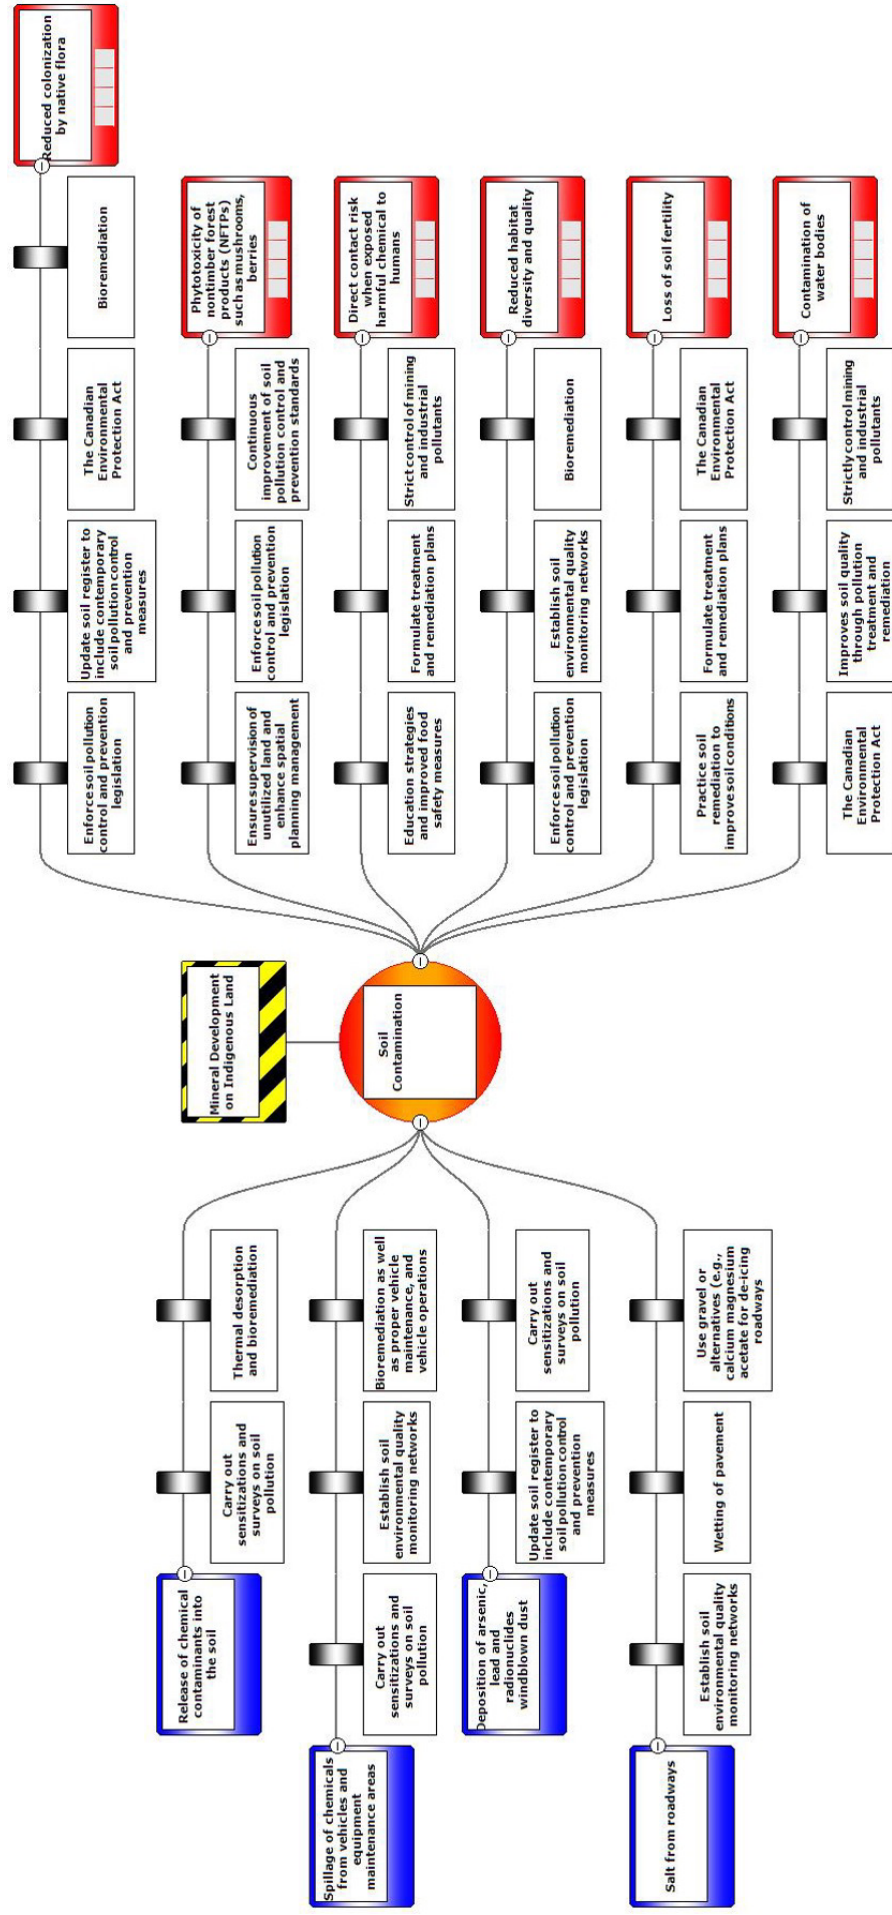 Mineral Development
on Indigenous Land
Soil
Contamination
Release of chemical
contaminants into
the soil
Carry out
sensitizations and
surveys on soil
pollution
Thermal desorption
and bioremediation
Spillage of chemicals
from vehicles and
equipment
maintenance areas
Carry out
sensitizations and
surveys on soil
pollution
Establish soil
environmental quality
monitoring networks
Bioremediation as well
as proper vehicle
maintenance, and
vehicle operations
Deposition of arsenic,
lead and
radionuclides
windblown dust
Update soil register to
include contemporary
soil pollution control
and prevention
measures
Carry out
sensitizations and
surveys on soil
pollution
Salt from roadways
Establish soil
environmental quality
monitoring networks
Wetting of pavement
Use gravel or
alternatives (e.g.,
calcium magnesium
acetate for de-icing
roadways
Enforce soil pollution
control and prevention
legislation
Update soil register to
include contemporary
soil pollution control
and prevention
measures
The Canadian
Environmental
Protection Act
Bioremediation
Reduced colonization
by native flora
Ensure supervision of
unutilized land and
enhance spatial
planning management
Enforce soil pollution
control and prevention
legislation
Continuous
improvement of soil
pollution control and
prevention standards
Phytotoxicity of
nontimber forest
products (NFTPs)
such as mushrooms,
berries
Education strategies
and improved food
safety measures
Formulate treatment
and remediation plans
Strict control of mining
and industrial
pollutants
Direct contact risk
when exposed
harmful chemical to
humans
Enforce soil pollution
control and prevention
legislation
Establish soil
environmental quality
monitoring networks
Bioremediation
Reduced habitat
diversity and quality
Practice soil
remediation to
improve soil conditions
Formulate treatment
and remediation plans
The Canadian
Environmental
Protection Act
Loss of soil fertility
The Canadian
Environmental
Protection Act
Improves soil quality
through pollution
treatment and
remediation
Strictly control mining
and industrial
pollutants
Contamination of
water bodies